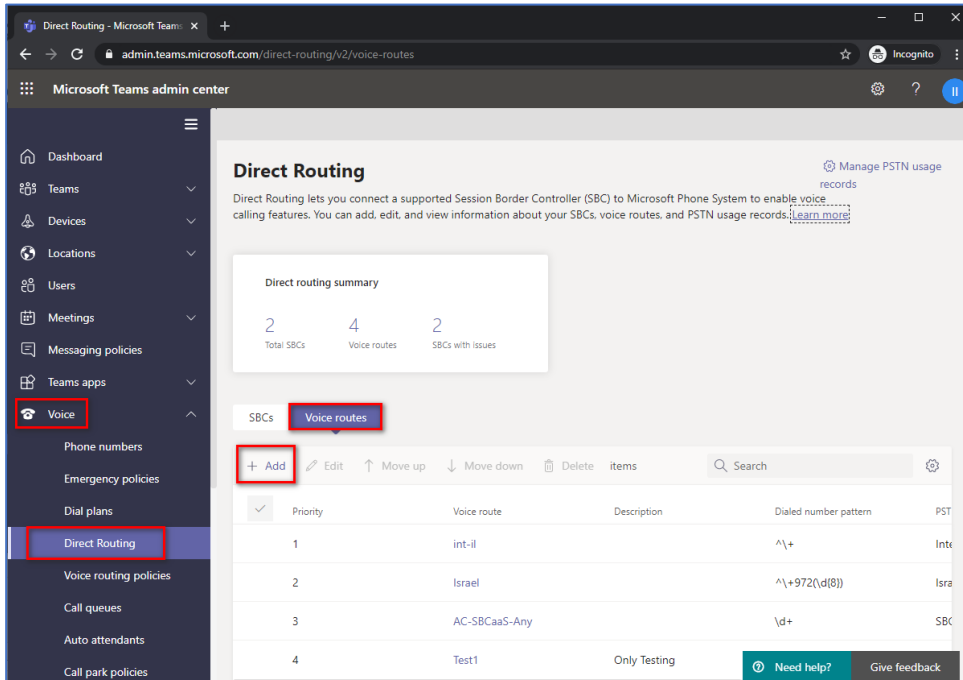 Direct Routing - Microsoft Teams
admin.teams.microsoft.com/direct-routing/v2/voice-routes
Incognito
Microsoft Teams admin center
II
Dashboard
Teams
Devices
Locations
Users
Meetings
Messaging policies
Teams apps
Voice
Phone numbers
Emergency policies
Dial plans
Direct Routing
Voice routing policies
Call queues
Auto attendants
Call park policies
Direct Routing
Manage PSTN usage
records
Direct Routing lets you connect a supported Session Border Controller (SBC) to Microsoft Phone System to enable voice
calling features. You can add, edit, and view information about your SBCs, voice routes, and PSTN usage records. Learn more
Direct routing summary
2 4 2
Total SBCs Voice routes SBCs with issues
SBCs Voice routes
+ Add Edit Move up Move down Delete items Search
Priority Voice route Description Dialed number pattern PST
1 int-il ^\+ Inte
2 Israel ^\+972(\d{8}) Isra
3 AC-SBCaaS-Any \d+ SBC
4 Test1 Only Testing
Need help? Give feedback